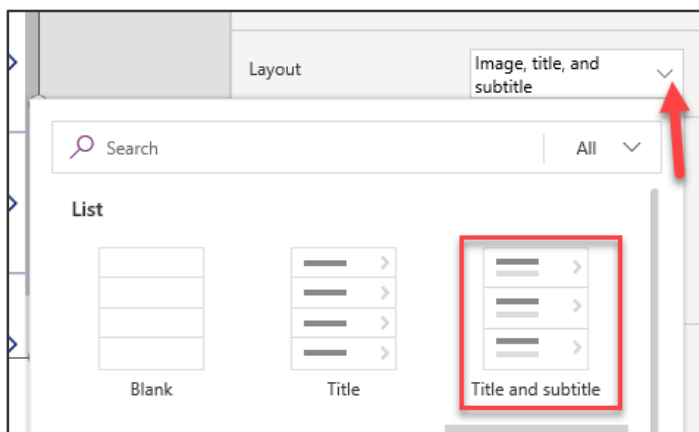 Layout
Image, title, and
subtitle
Search
All
List
Blank
Title
Title and subtitle